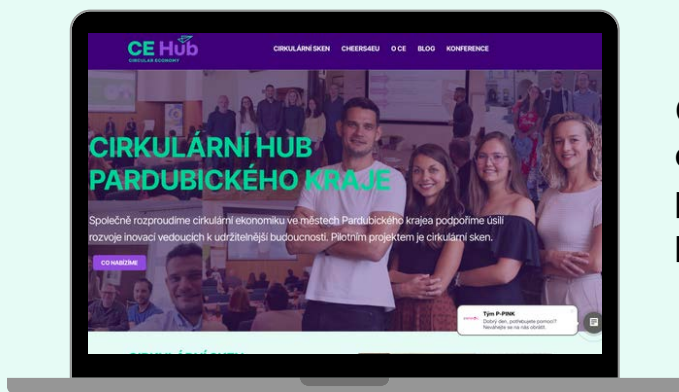 CE Hub
CIRCULAR ECONOMY
CIRKULÁRNÍ SKEN CHEERS4EU O CE BLOG KONFERENCE
CIRKULÁRNÍ HUB
PARDUBICKÉHO KRAJE
Společně rozproudíme cirkulární ekonomiku ve městech Pardubického krajea podpoříme úsilí
rozvoje inovací vedoucích k udržitelnější budoucnosti. Pilotním projektem je cirkulární sken.
CO NABÍZÍME
Tým P-PINK
Dobrý den, potřebujete pomoci?
Neváhejte se na nás obrátit.